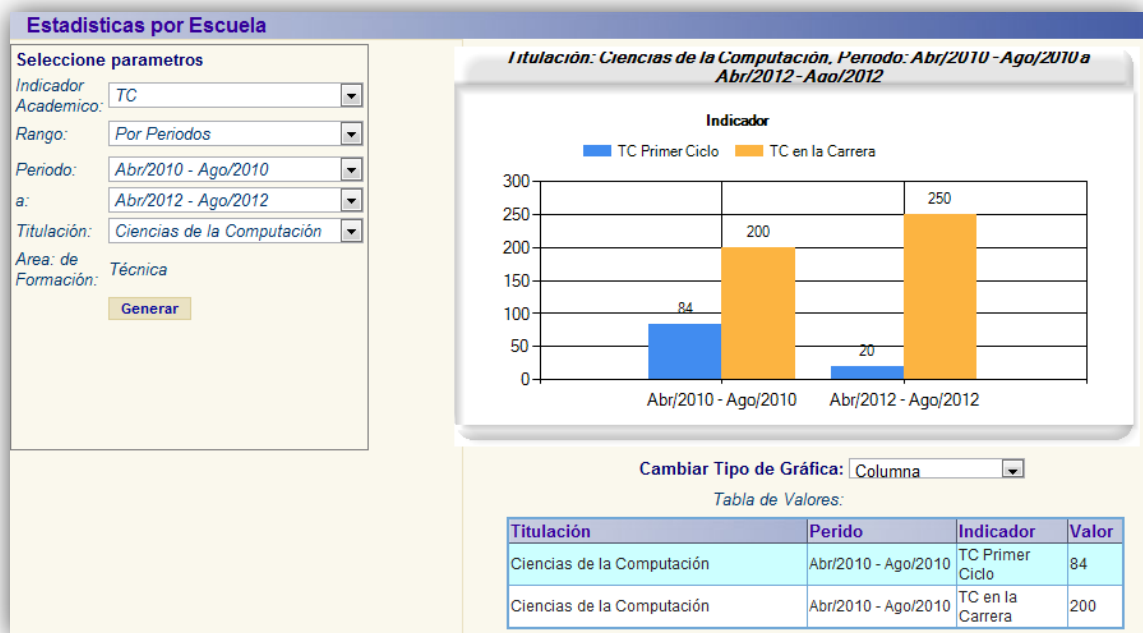 Estadisticas por Escuela
Seleccione parametros
Indicador
Academico:
TC
Rango:
Por Periodos
Periodo:
Abr/2010 - Ago/2010
a:
Abr/2012 - Ago/2012
Titulación:
Ciencias de la Computación
Area: de
Formación:
Técnica
Generar
Titulación: Ciencias de la Computación, Periodo: Abr/2010 - Ago/2010 a
Abr/2012 - Ago/2012
Indicador
TC Primer Ciclo
TC en la Carrera
300
250
200
150
100
50
0
84
200
20
250
Abr/2010 - Ago/2010
Abr/2012 - Ago/2012
Cambiar Tipo de Gráfica: Columna
Tabla de Valores:
Titulación Perido Indicador Valor
Ciencias de la Computación Abr/2010 - Ago/2010 TC Primer Ciclo 84
Ciencias de la Computación Abr/2010 - Ago/2010 TC en la Carrera 200